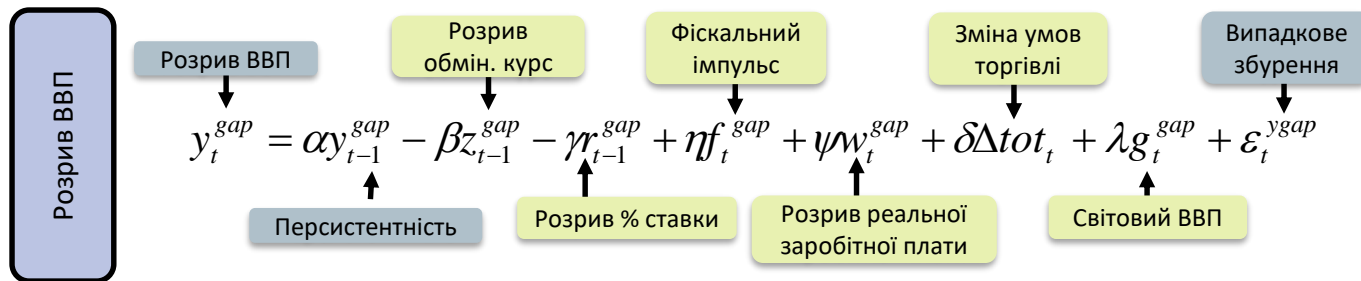 Розрив ВВП
Розрив ВВП
Розрив
обмін. курс
Фіскальний
імпульс
Зміна умов
торгівлі
Випадкове
збурення
y_t^{gap} = αy_{t-1}^{gap} − βz_{t-1}^{gap} − γr_{t-1}^{gap} + ηf_t^{gap} + ψw_t^{gap} + δΔtot_t + λg_t^{gap} + ε_t^{ygap}
Персистентність
Розрив % ставки
Розрив реальної
заробітної плати
Світовий ВВП